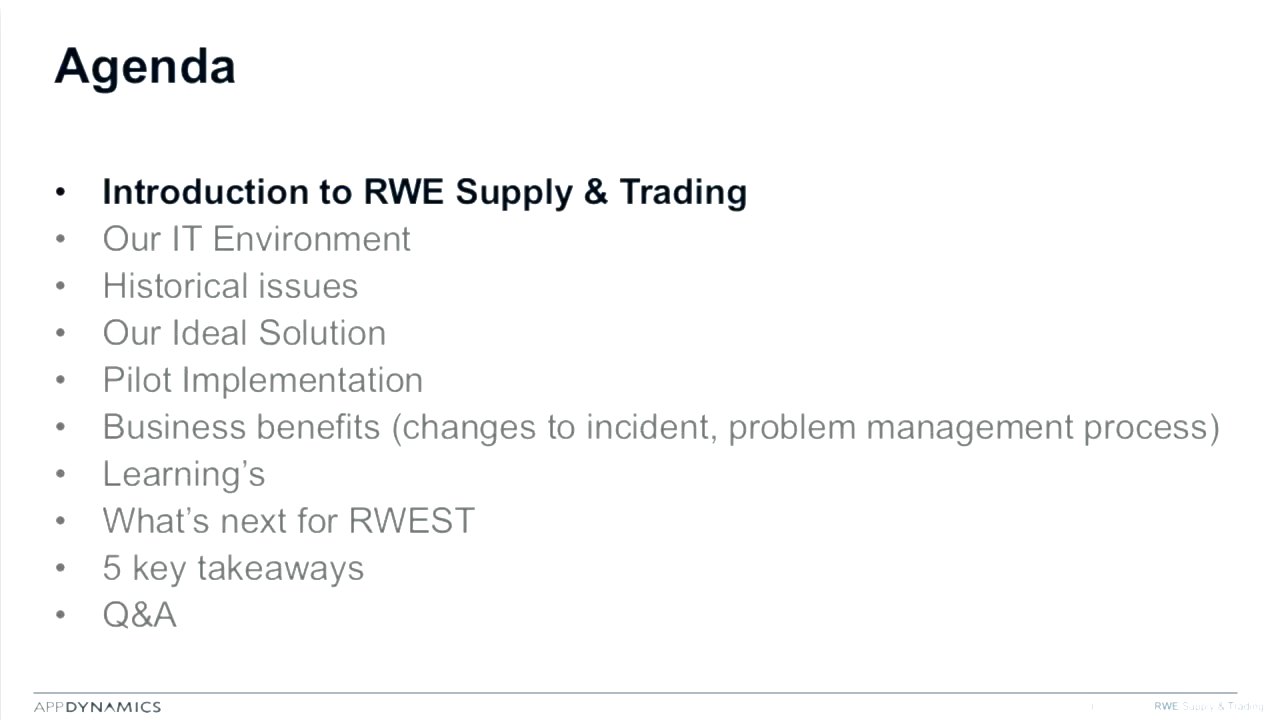 Agenda
• Introduction to RWE Supply & Trading
• Our IT Environment
• Historical issues
• Our Ideal Solution
• Pilot Implementation
• Business benefits (changes to incident, problem management process)
• Learning’s
• What’s next for RWEST
• 5 key takeaways
• Q&A
APPDYNAMICS
RWE Supply & Trading